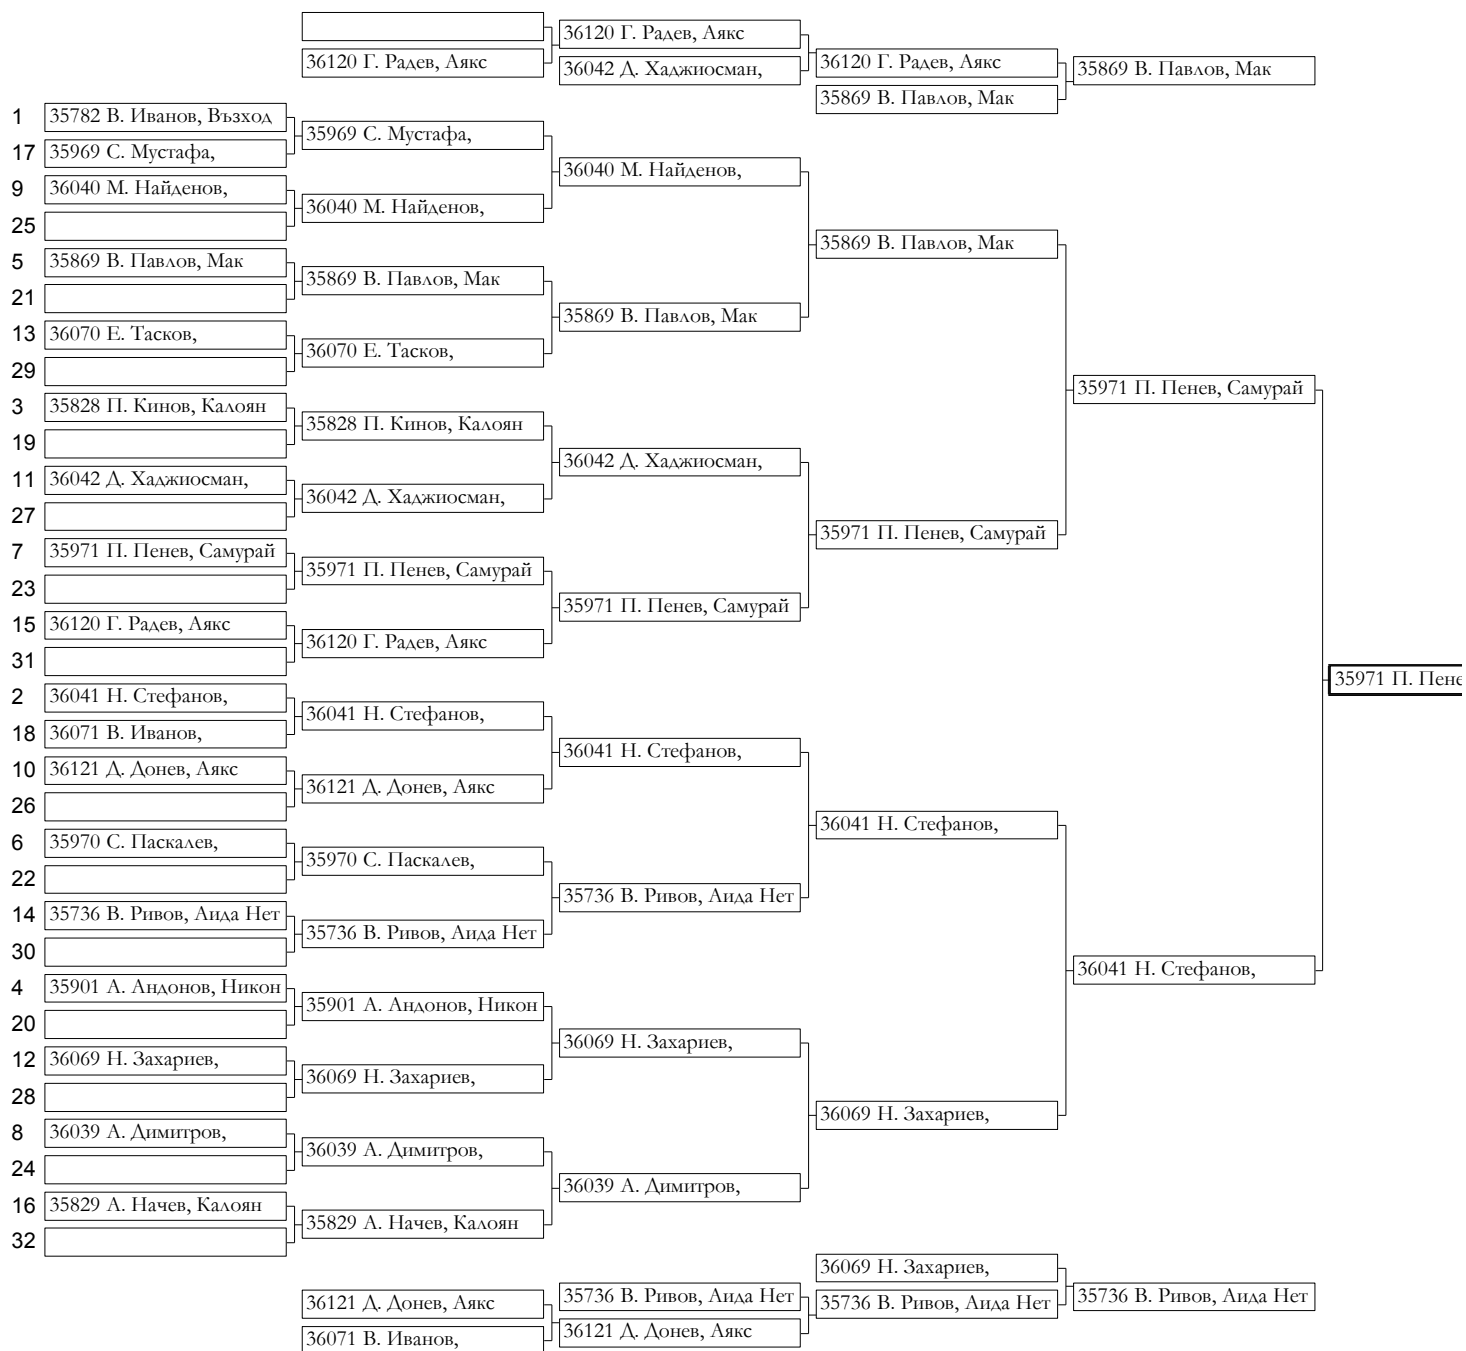 36120 Г. Радев, Аякс
36120 Г. Радев, Аякс
36042 Д. Хаджиосман,
36120 Г. Радев, Аякс
35869 В. Павлов, Мак
35869 В. Павлов, Мак
1 35782 В. Иванов, Възход
17 35969 С. Мустафа,
9 36040 М. Найденов,
25
5 35869 В. Павлов, Мак
21
13 36070 Е. Тасков,
29
3 35828 П. Кинов, Калоян
19
11 36042 Д. Хаджиосман,
27
7 35971 П. Пенев, Самурай
23
15 36120 Г. Радев, Аякс
31
2 36041 Н. Стефанов,
18 36071 В. Иванов,
10 36121 Д. Донев, Аякс
26
6 35970 С. Паскалев,
22
14 35736 В. Ривов, Аида Нет
30
4 35901 А. Андонов, Никон
20
12 36069 Н. Захариев,
28
8 36039 А. Димитров,
24
16 35829 А. Начев, Калоян
32
35969 С. Мустафа,
36040 М. Найденов,
35869 В. Павлов, Мак
36070 Е. Тасков,
35828 П. Кинов, Калоян
36042 Д. Хаджиосман,
35971 П. Пенев, Самурай
36120 Г. Радев, Аякс
36041 Н. Стефанов,
36121 Д. Донев, Аякс
35970 С. Паскалев,
35736 В. Ривов, Аида Нет
35901 А. Андонов, Никон
36069 Н. Захариев,
36039 А. Димитров,
35829 А. Начев, Калоян
36040 М. Найденов,
35869 В. Павлов, Мак
36042 Д. Хаджиосман,
35971 П. Пенев, Самурай
36041 Н. Стефанов,
35736 В. Ривов, Аида Нет
36069 Н. Захариев,
36039 А. Димитров,
35869 В. Павлов, Мак
35971 П. Пенев, Самурай
36041 Н. Стефанов,
36069 Н. Захариев,
35971 П. Пенев, Самурай
36041 Н. Стефанов,
35971 П. Пене
36121 Д. Донев, Аякс
36071 В. Иванов,
35736 В. Ривов, Аида Нет
36121 Д. Донев, Аякс
36069 Н. Захариев,
35736 В. Ривов, Аида Нет
35736 В. Ривов, Аида Нет